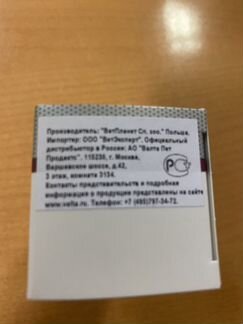 Производитель: "ВетПланет Сп. зоо." Польша.
Импортер: ООО "ВетЭксперт". Официальный
дистрибьютор в России: АО "Валта Пет
Продактс". 115230, г. Москва,
Варшавское шоссе, д.42,
3 этаж, комната 3134.
Контакты представительств и подробная
информация о продукции представлены на сайте
www.valta.ru. Телефон: +7 (495)797-34-72.